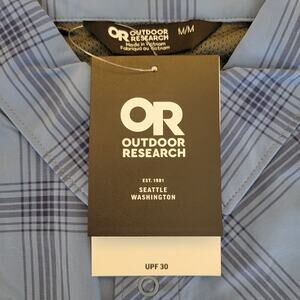 OR OUTDOOR
RESEARCH
M/M
Made in Vietnam
Fabriqué au Vietnam
OR
OUTDOOR
RESEARCH
EST. 1981
SEATTLE
WASHINGTON
UPF 30